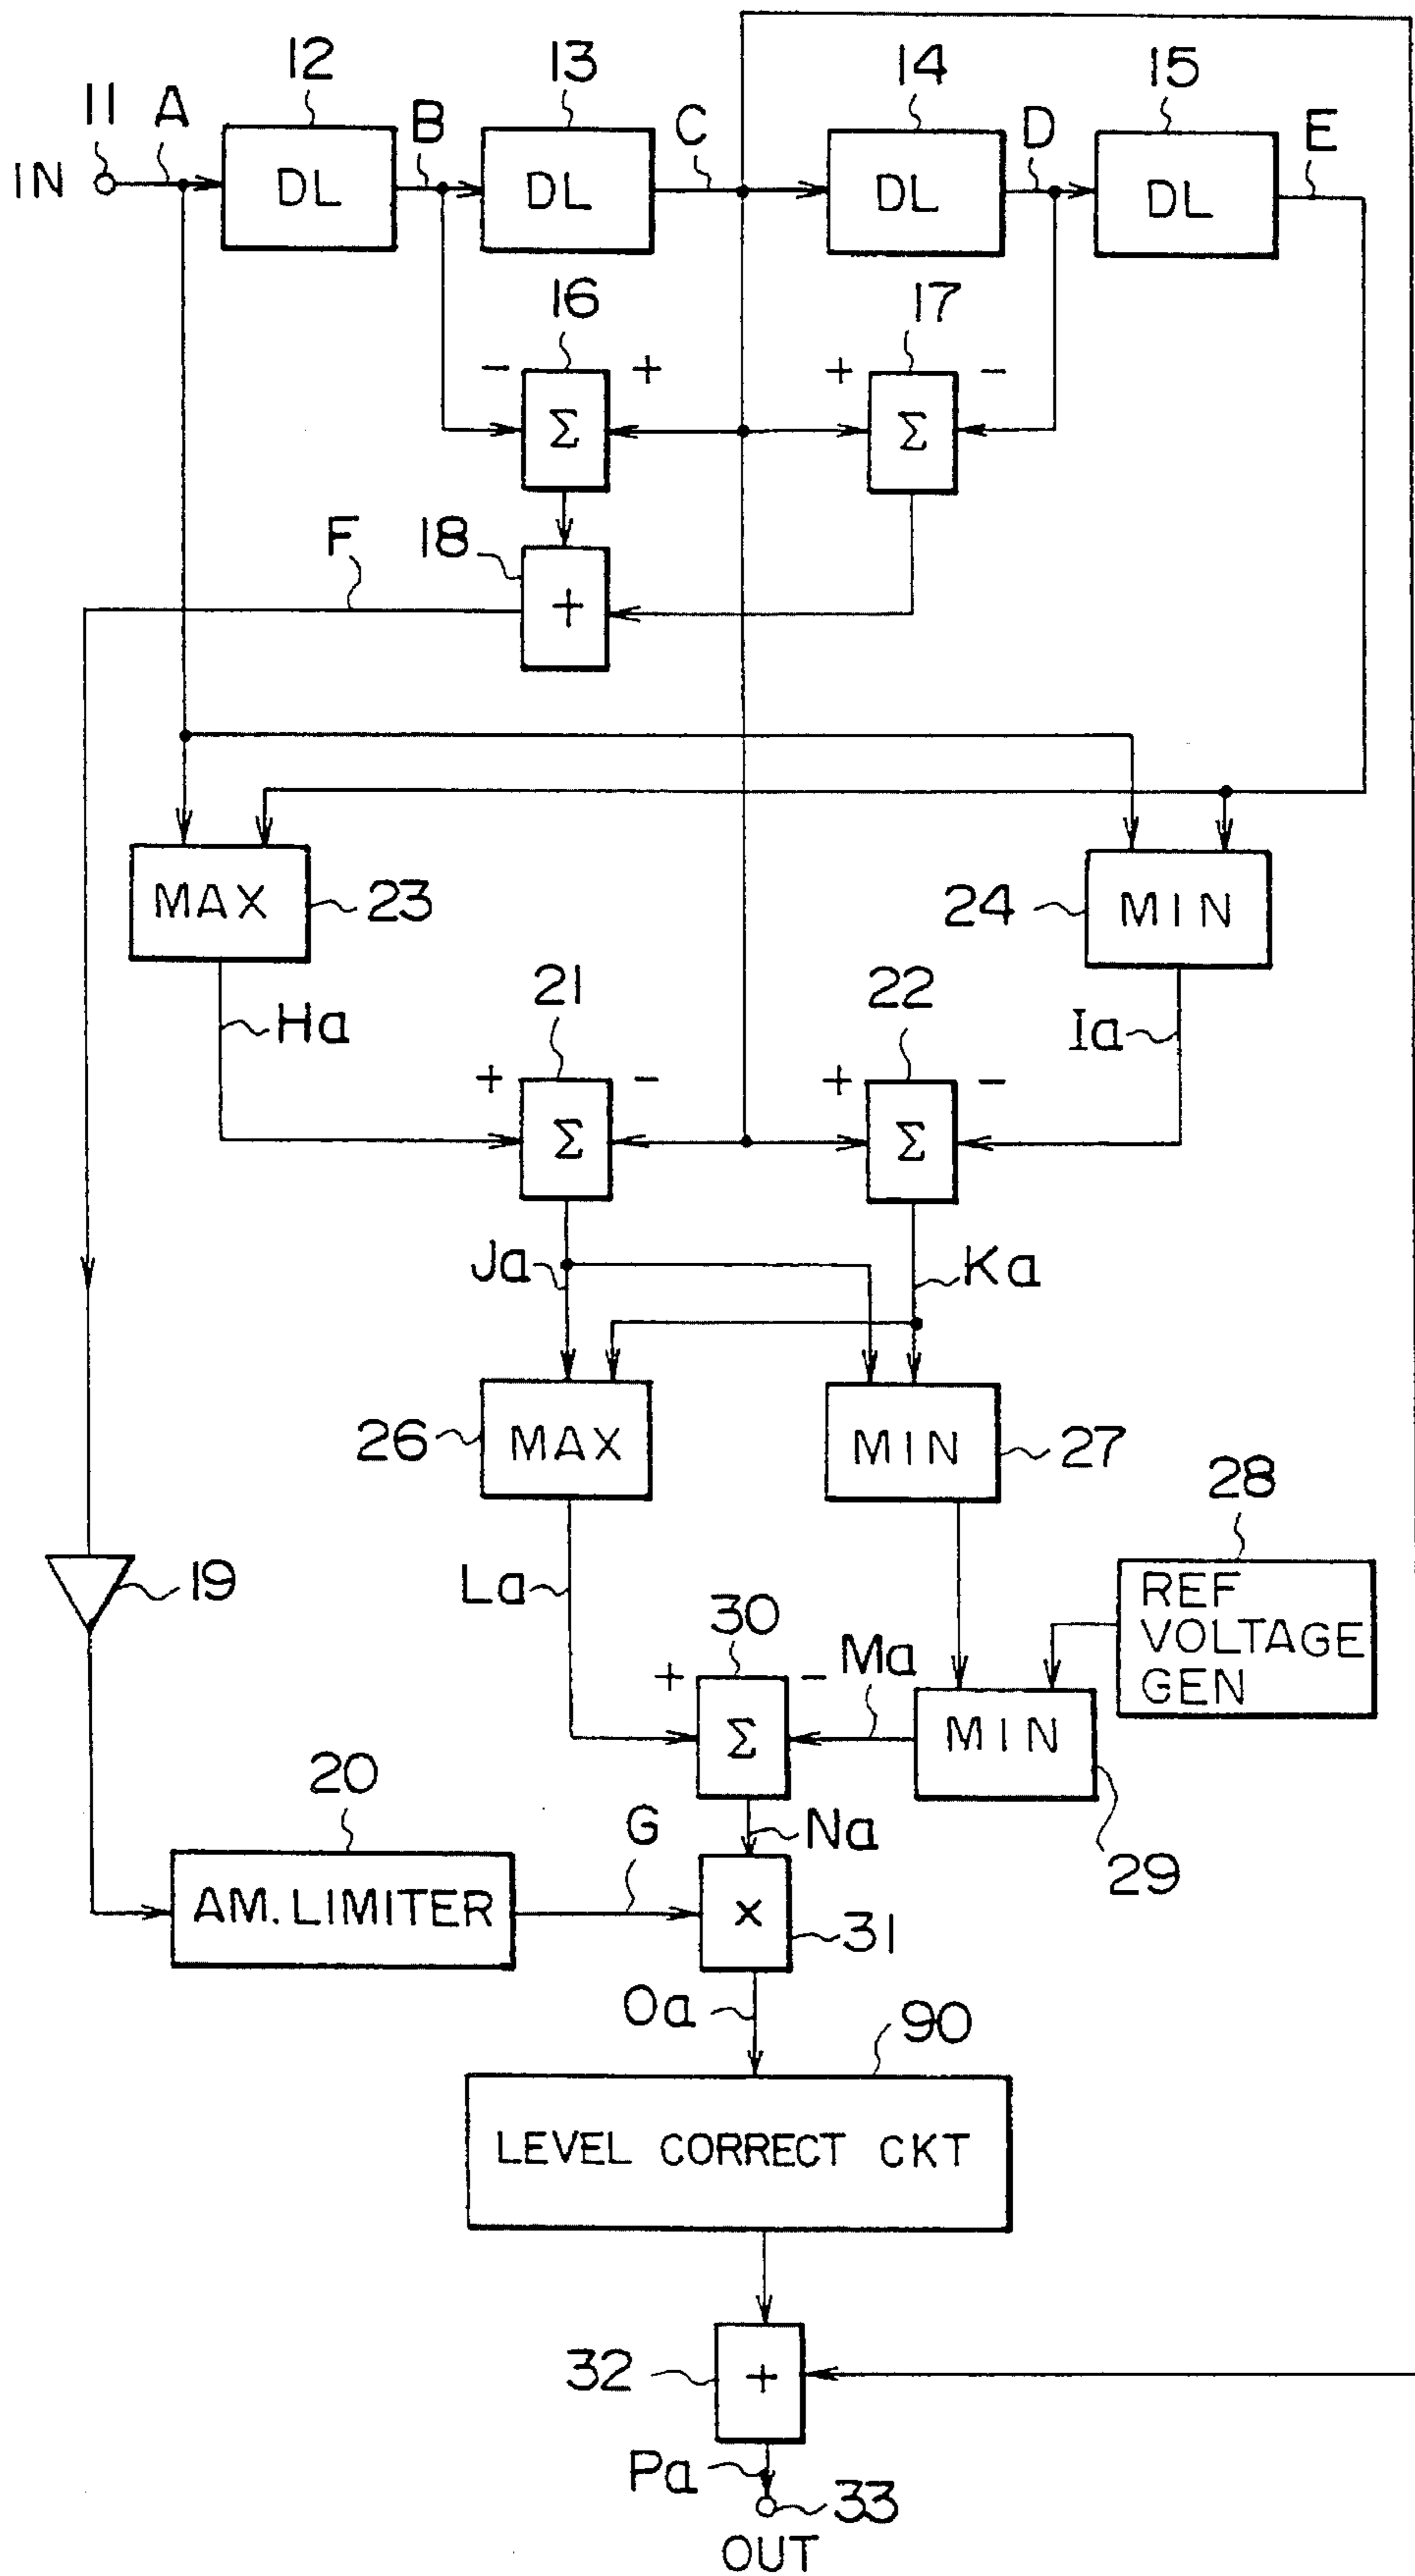 12
13
14
15
11
A
B
C
D
E
IN
DL
DL
DL
DL
16
17
- +
+ -
Σ
Σ
F
18
+
MAX
23
24
MIN
Ha
21
22
Ia
+ -
+ -
Σ
Σ
Ja
Ka
26
MAX
MIN
27
28
19
La
REF
VOLTAGE
GEN
30
+ -
Ma
Σ
MIN
20
G
Na
29
AM. LIMITER
×
31
Oa
90
LEVEL CORRECT CKT
32
+
Pa
33
OUT